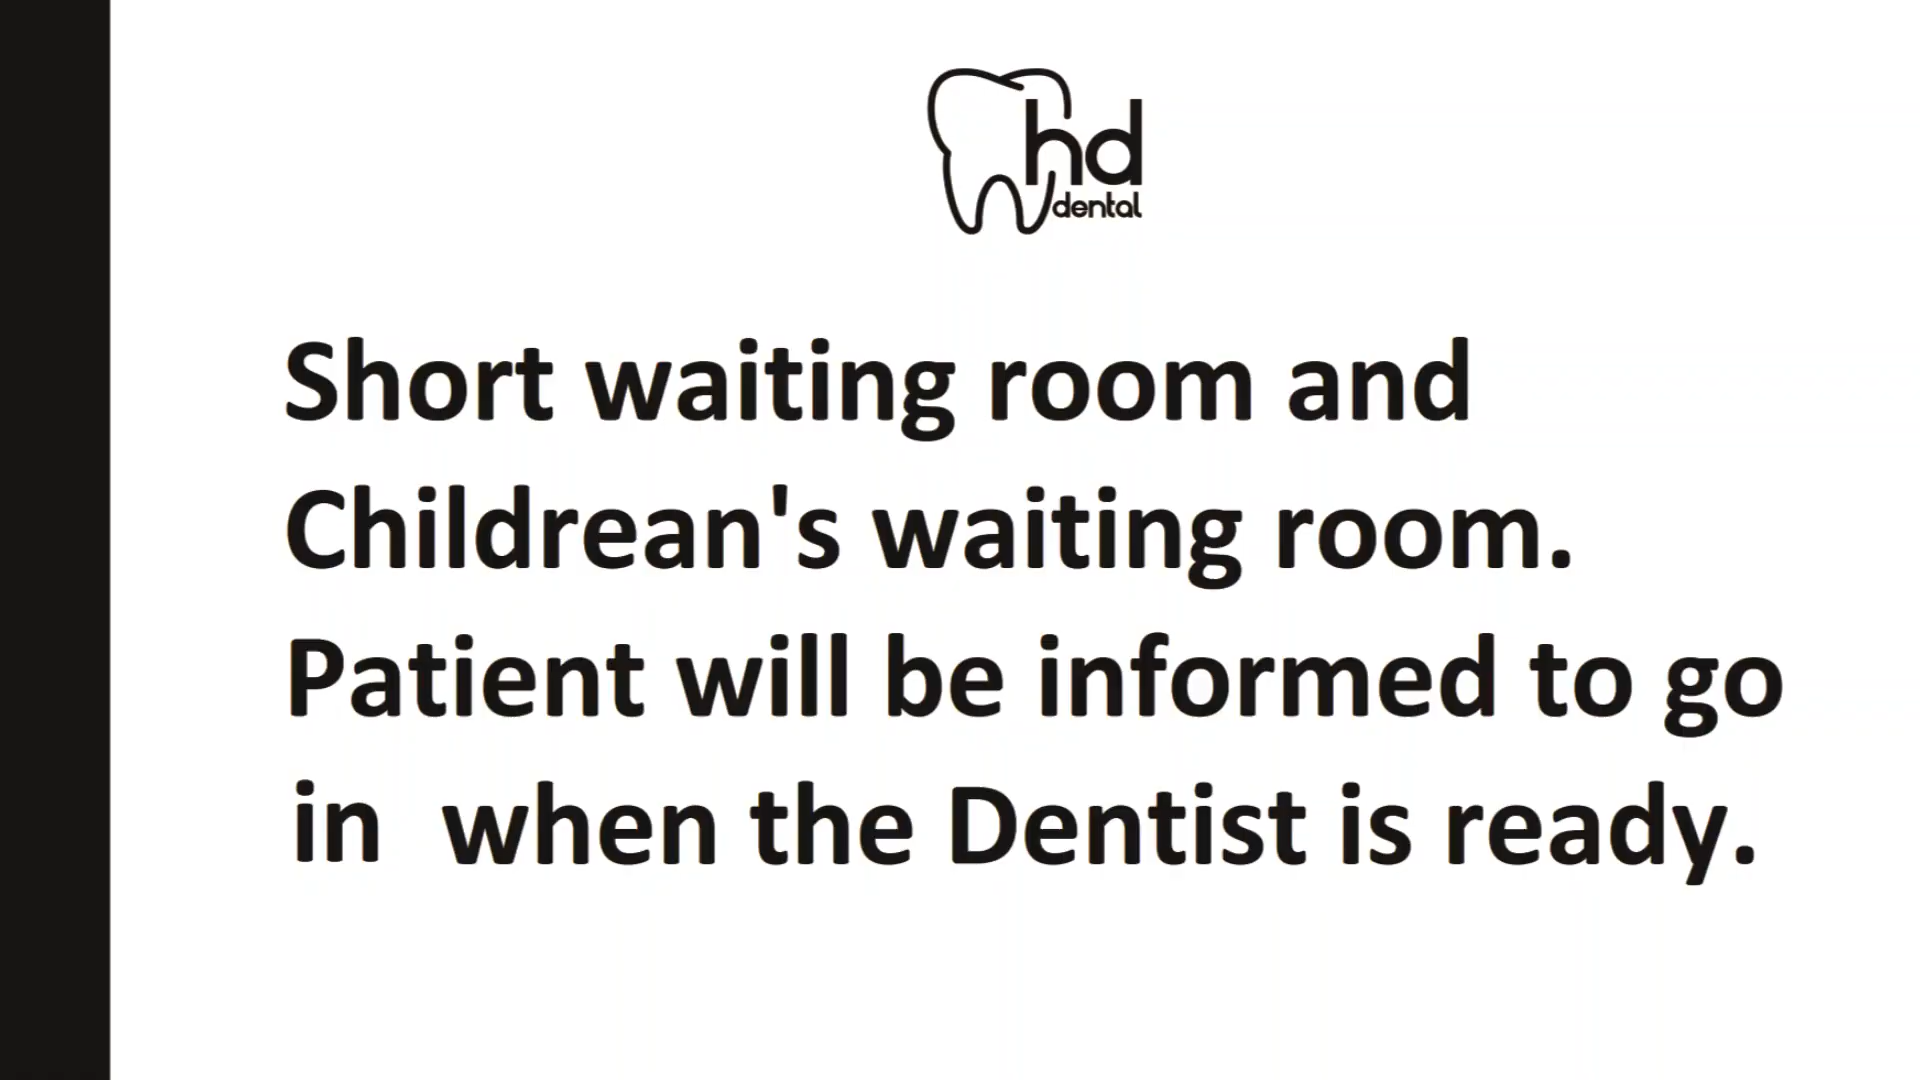 hd
dental
Short waiting room and
Childrean's waiting room.
Patient will be informed to go
in  when the Dentist is ready.